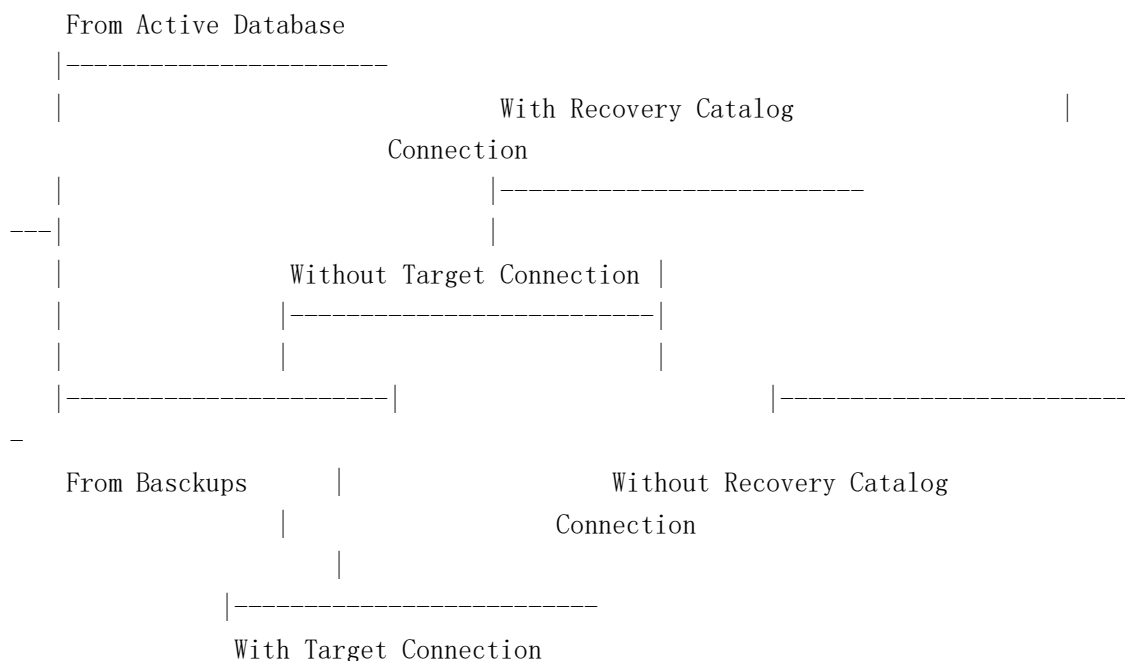 From Active Database
|-----------------------
| With Recovery Catalog |
Connection
| |--------------------------
---| |
| Without Target Connection |
| |--------------------------|
| | |
|-----------------------| |-------------------------
-
From Basckups | Without Recovery Catalog
| Connection
|
|--------------------------
With Target Connection